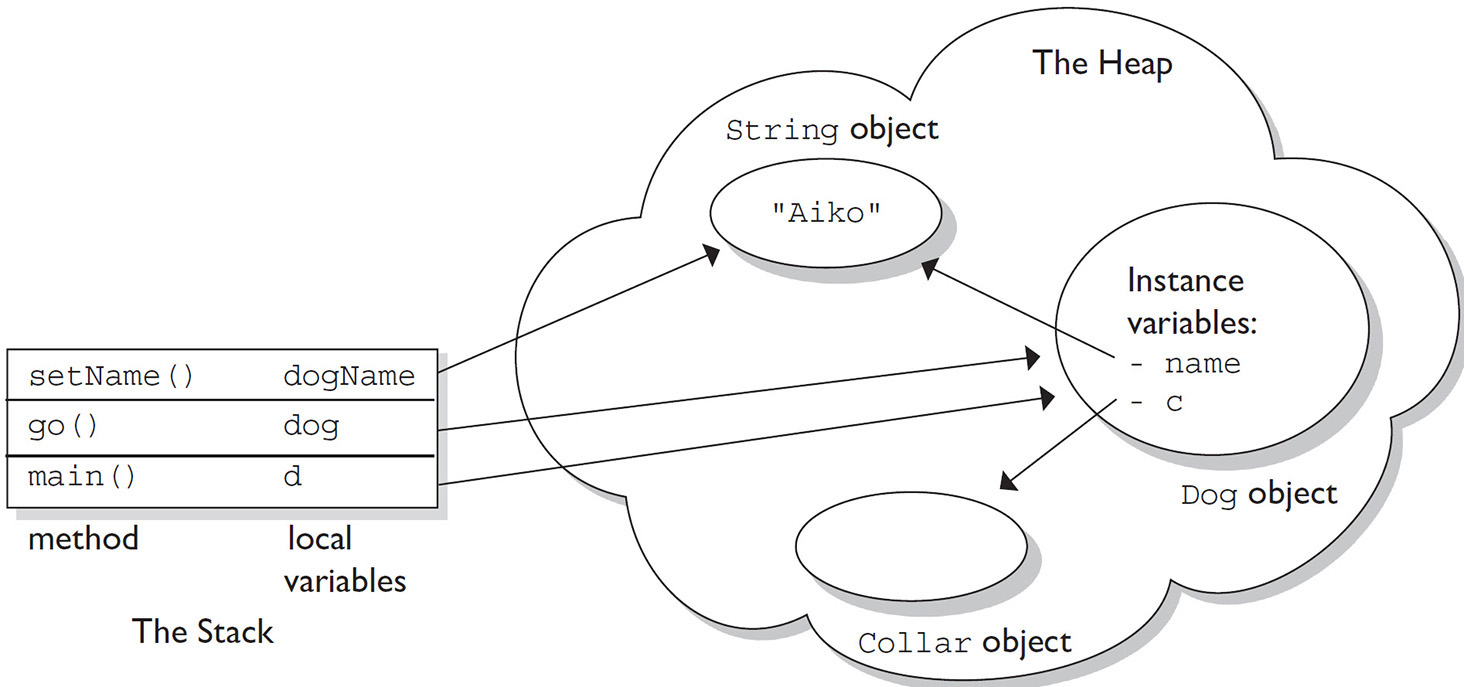 The Heap
String object
"Aiko"
Instance
variables:
- name
- c
Dog object
Collar object
setName() dogName
go() dog
main() d
method local
variables
The Stack